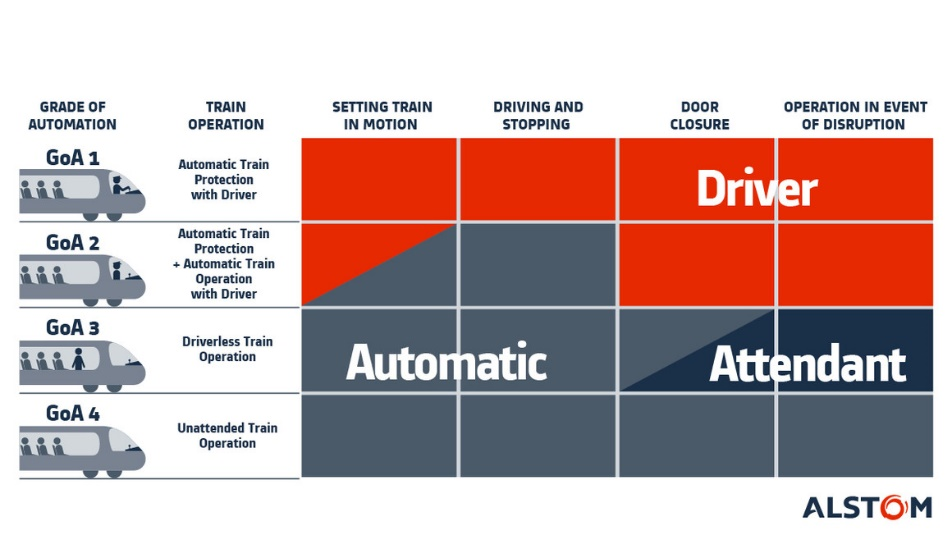 GRADE OF
AUTOMATION
TRAIN
OPERATION
SETTING TRAIN
IN MOTION
DRIVING AND
STOPPING
DOOR
CLOSURE
OPERATION IN EVENT
OF DISRUPTION
GoA 1
Automatic Train
Protection
with Driver
Driver
GoA 2
Automatic Train
Protection
+ Automatic Train
Operation
with Driver
GoA 3
Driverless Train
Operation
Automatic
Attendant
GoA 4
Unattended Train
Operation
ALSTOM